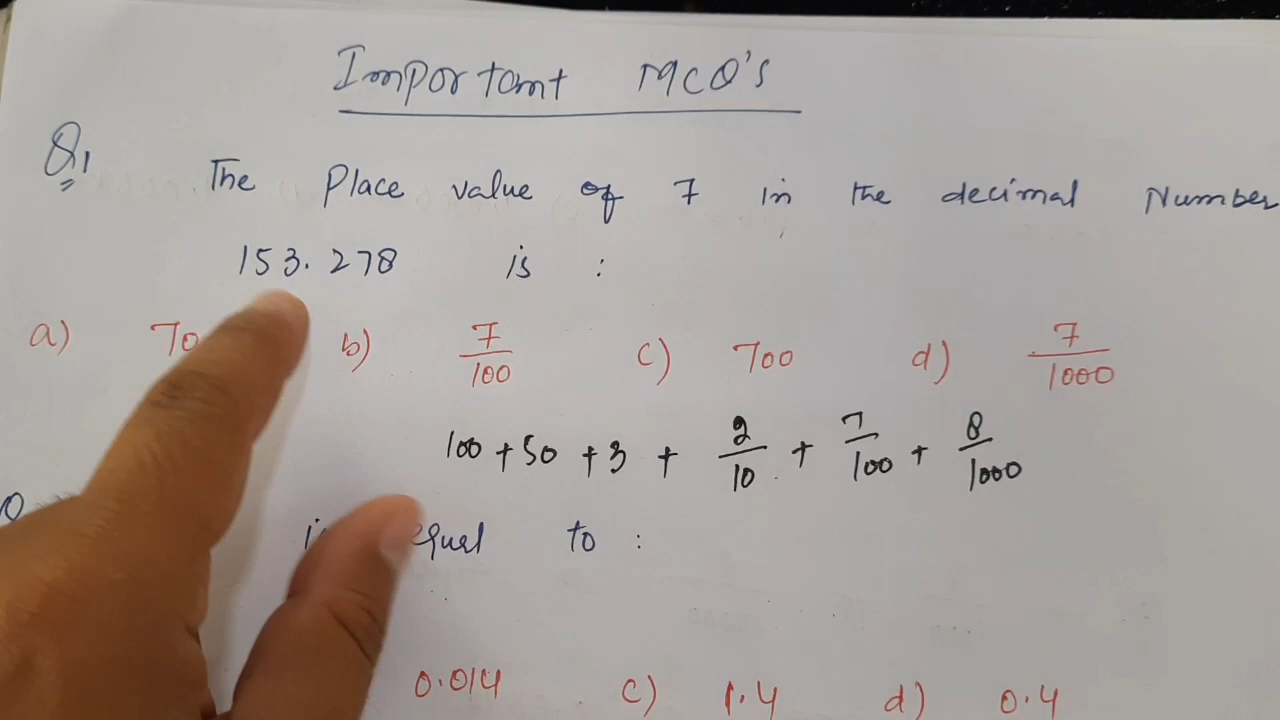 Important MCQ's
Q1 The Place value of 7 in the decimal Number
153.278 is :
a) 70 b) 7/100 c) 700 d) 7/1000
100 + 50 + 3 + 2/10 + 7/100 + 8/1000
equal to :
0.014 c) 1.4 d) 0.4